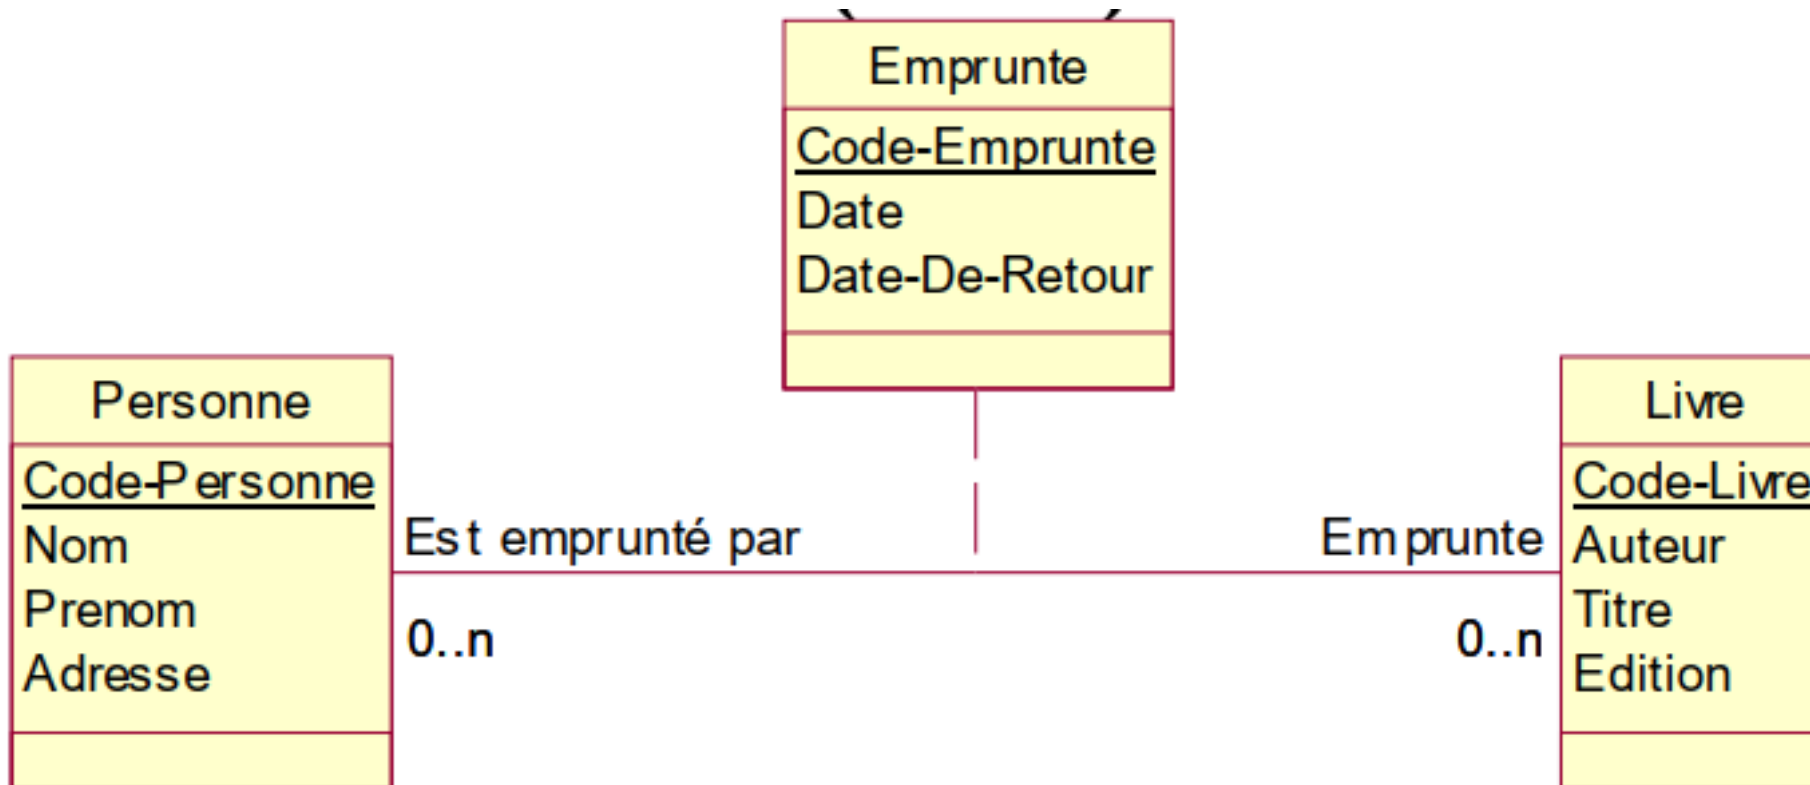 Emprunte
Code-Emprunte
Date
Date-De-Retour
Personne
Code-Personne
Nom
Prenom
Adresse
Est emprunté par
0..n
Emprunte
0..n
Livre
Code-Livre
Auteur
Titre
Edition